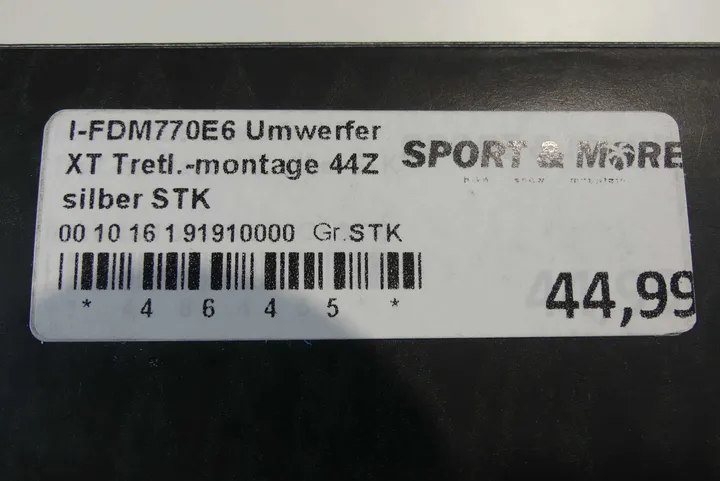 I-FDM770E6 Umwerfer
XT Tretl.-montage 44Z
silber STK
SPORT & MORE
00 10 16 1 91910000 Gr.STK
* 4 6 4 5 *
44,99